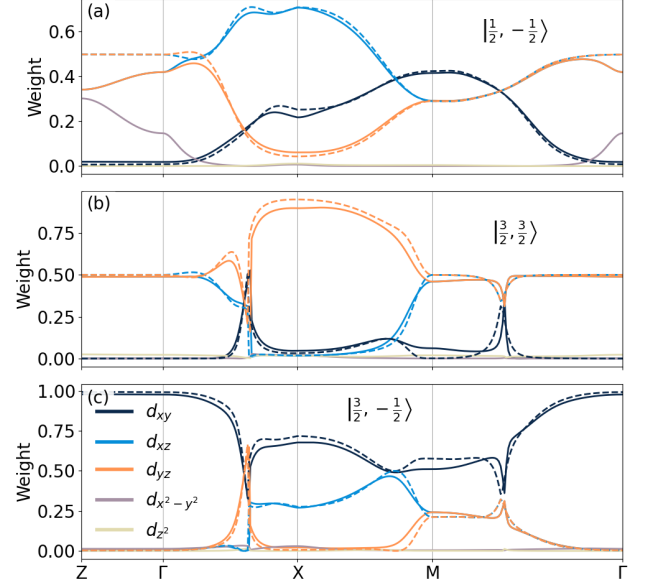 (a)
|1/2, −1/2⟩
Weight
0.6
0.4
0.2
0.0
(b)
|3/2, 3/2⟩
Weight
0.75
0.50
0.25
0.00
(c)
|3/2, −1/2⟩
Weight
1.00
0.75
0.50
0.25
0.00
d_xy
d_xz
d_yz
d_x²−y²
d_z²
Z Γ X M Γ